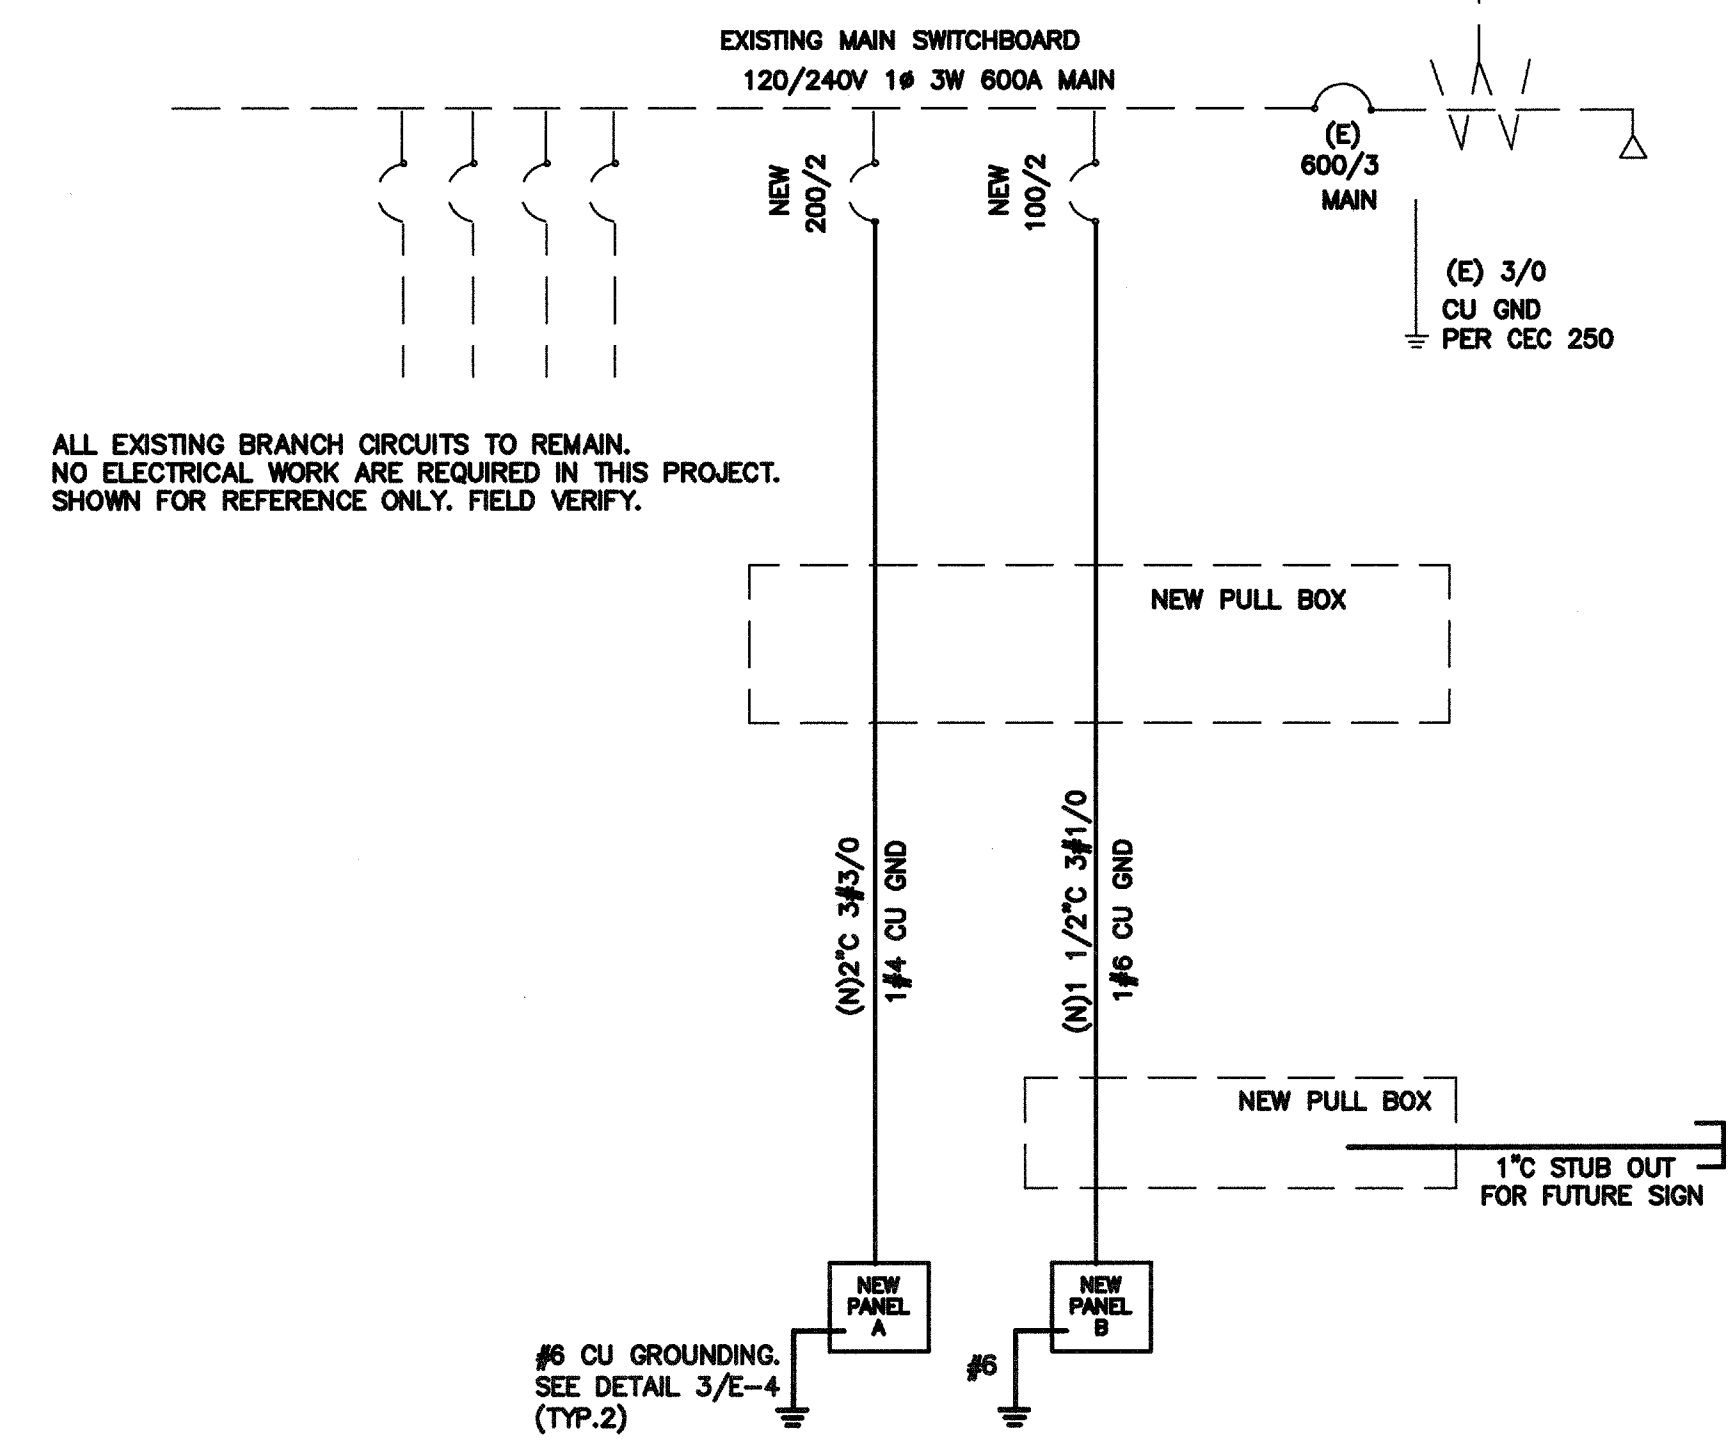 EXISTING MAIN SWITCHBOARD
120/240V 1ø 3W 600A MAIN
NEW
200/2
NEW
100/2
(E)
600/3
MAIN
(E) 3/0
CU GND
PER CEC 250
ALL EXISTING BRANCH CIRCUITS TO REMAIN.
NO ELECTRICAL WORK ARE REQUIRED IN THIS PROJECT.
SHOWN FOR REFERENCE ONLY. FIELD VERIFY.
NEW PULL BOX
(N)2"C 3#3/0
1#4 CU GND
(N)1 1/2"C 3#1/0
1#6 CU GND
NEW PULL BOX
1"C STUB OUT
FOR FUTURE SIGN
NEW
PANEL
A
NEW
PANEL
B
#6 CU GROUNDING.
SEE DETAIL 3/E-4
(TYP.2)
#6